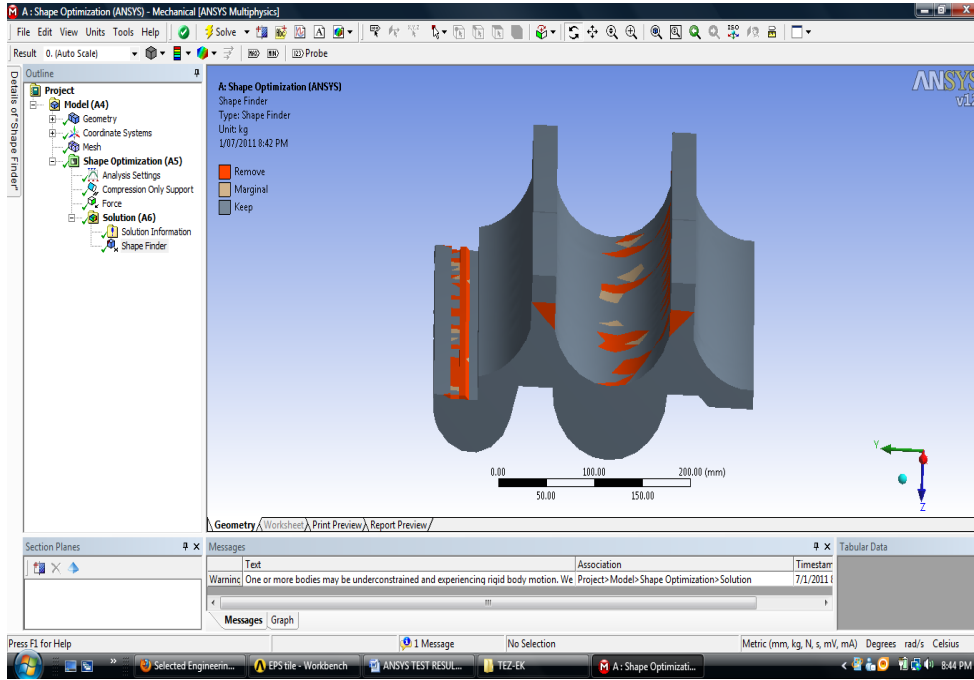 A : Shape Optimization (ANSYS) - Mechanical [ANSYS Multiphysics]
File Edit View Units Tools Help Solve
Result 0. (Auto Scale) Probe
Outline
Details of "Shape Finder"
Project
Model (A4)
Geometry
Coordinate Systems
Mesh
Shape Optimization (A5)
Analysis Settings
Compression Only Support
Force
Solution (A6)
Solution Information
Shape Finder
A: Shape Optimization (ANSYS)
Shape Finder
Type: Shape Finder
Unit: kg
1/07/2011 8:42 PM
Remove
Marginal
Keep
ANSYS
v12
0.00 100.00 200.00 (mm)
50.00 150.00
Y
Z
Geometry Worksheet Print Preview Report Preview
Section Planes
Messages
Tabular Data
Text Association Timestam
Warninc One or more bodies may be underconstrained and experiencing rigid body motion. We Project>Model>Shape Optimization>Solution 7/1/2011
Messages Graph
Press F1 for Help 1 Message No Selection Metric (mm, kg, N, s, mV, mA) Degrees rad/s Celsius
Selected Engineerin... EPS tile - Workbench ANSYS TEST RESUL... TEZ-EK A : Shape Optimizati... 8:44 PM